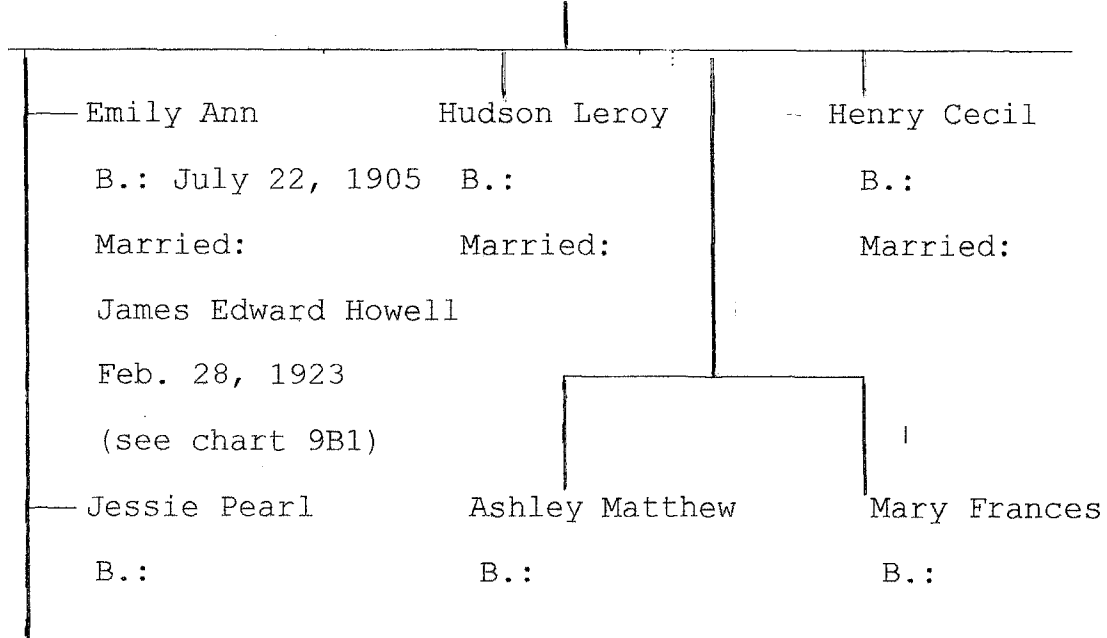 Emily Ann Hudson Leroy Henry Cecil
B.: July 22, 1905 B.: B.:
Married: Married: Married:
James Edward Howell
Feb. 28, 1923
(see chart 9B1)
Jessie Pearl Ashley Matthew Mary Frances
B.: B.: B.: